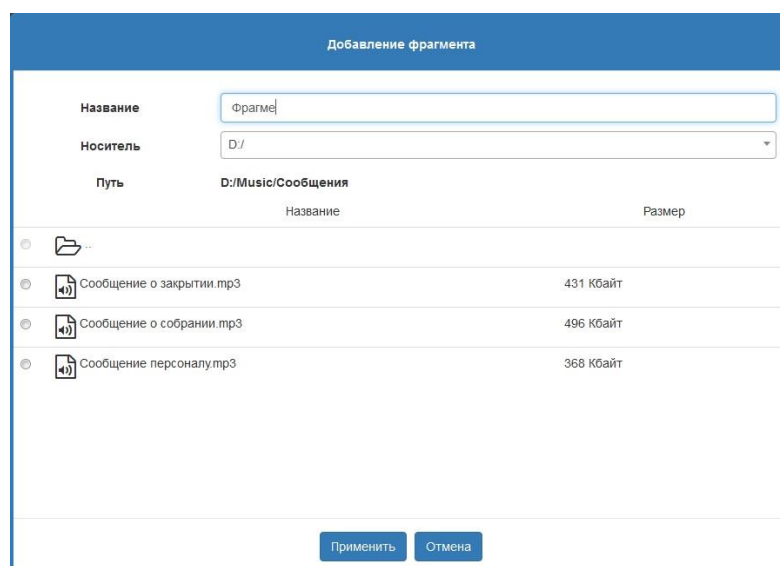 Добавление фрагмента
Название Фрагме
Носитель D:/
Путь D:/Music/Сообщения
Название Размер
..
Сообщение о закрытии.mp3 431 Кбайт
Сообщение о собрании.mp3 496 Кбайт
Сообщение персоналу.mp3 368 Кбайт
Применить Отмена